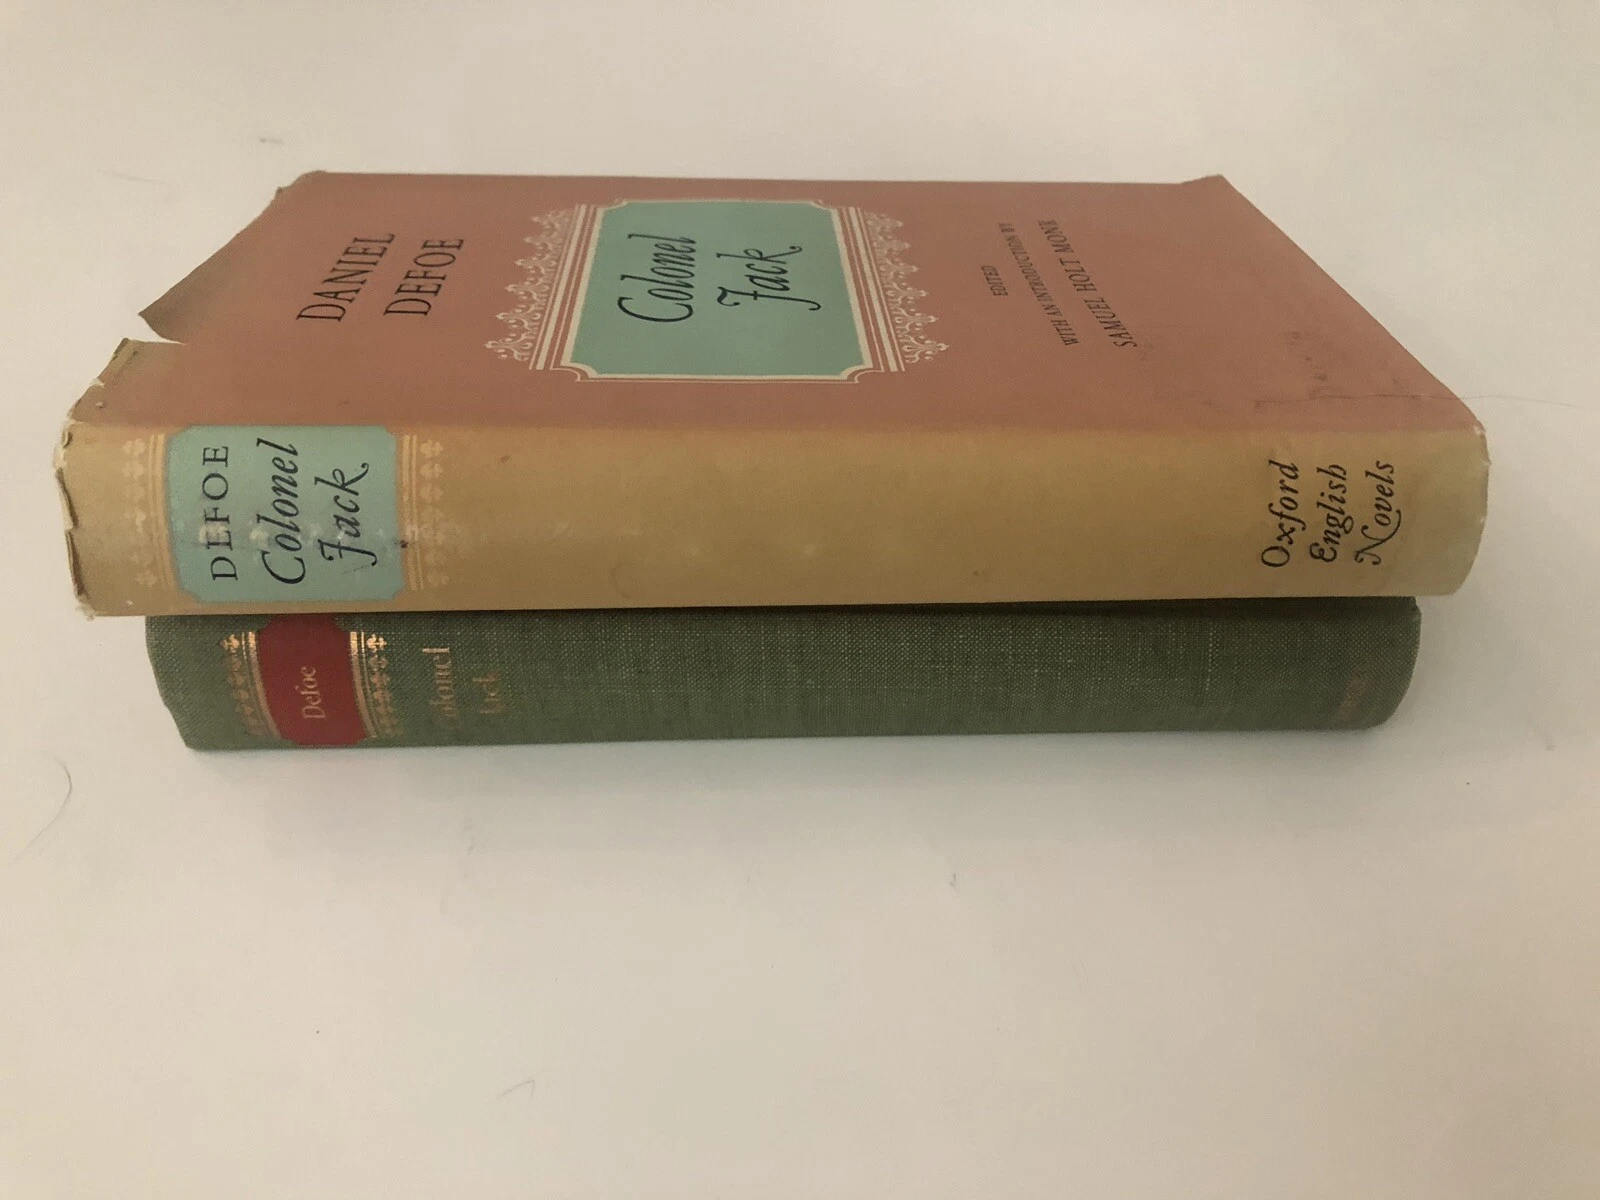 DANIEL
DEFOE
Colonel
Jack
EDITED
WITH AN INTRODUCTION BY
SAMUEL HOLT MONK
DEFOE
Colonel
Jack
Oxford
English
Novels
Defoe
Colonel
Jack